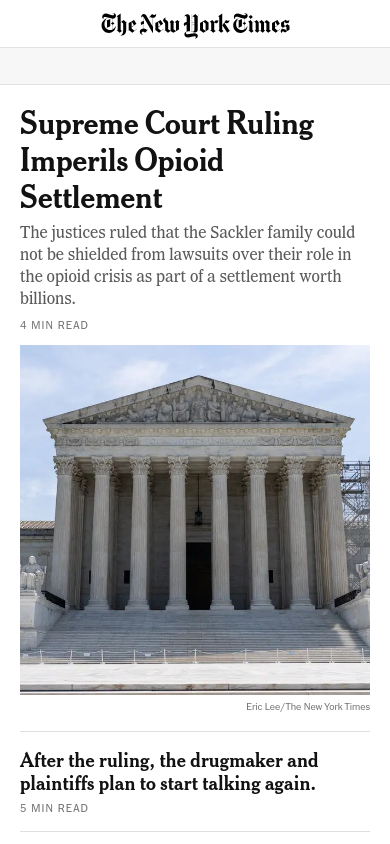 The New York Times
Supreme Court Ruling
Imperils Opioid
Settlement
The justices ruled that the Sackler family could
not be shielded from lawsuits over their role in
the opioid crisis as part of a settlement worth
billions.
4 MIN READ
Eric Lee/The New York Times
After the ruling, the drugmaker and
plaintiffs plan to start talking again.
5 MIN READ